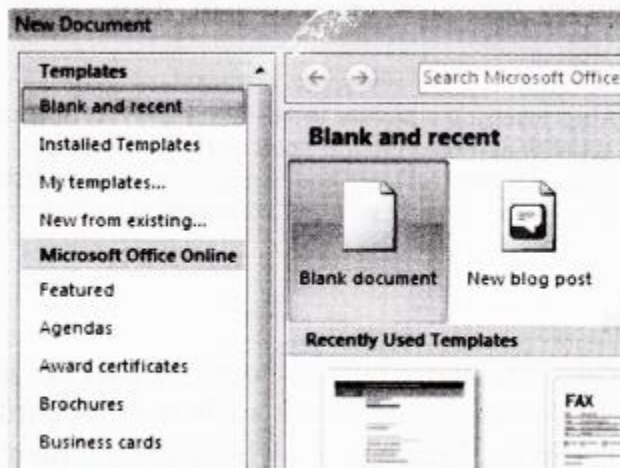 New Document
Templates
Blank and recent
Installed Templates
My templates...
New from existing...
Microsoft Office Online
Featured
Agendas
Award certificates
Brochures
Business cards
Search Microsoft Office
Blank and recent
Blank document
New blog post
Recently Used Templates
FAX